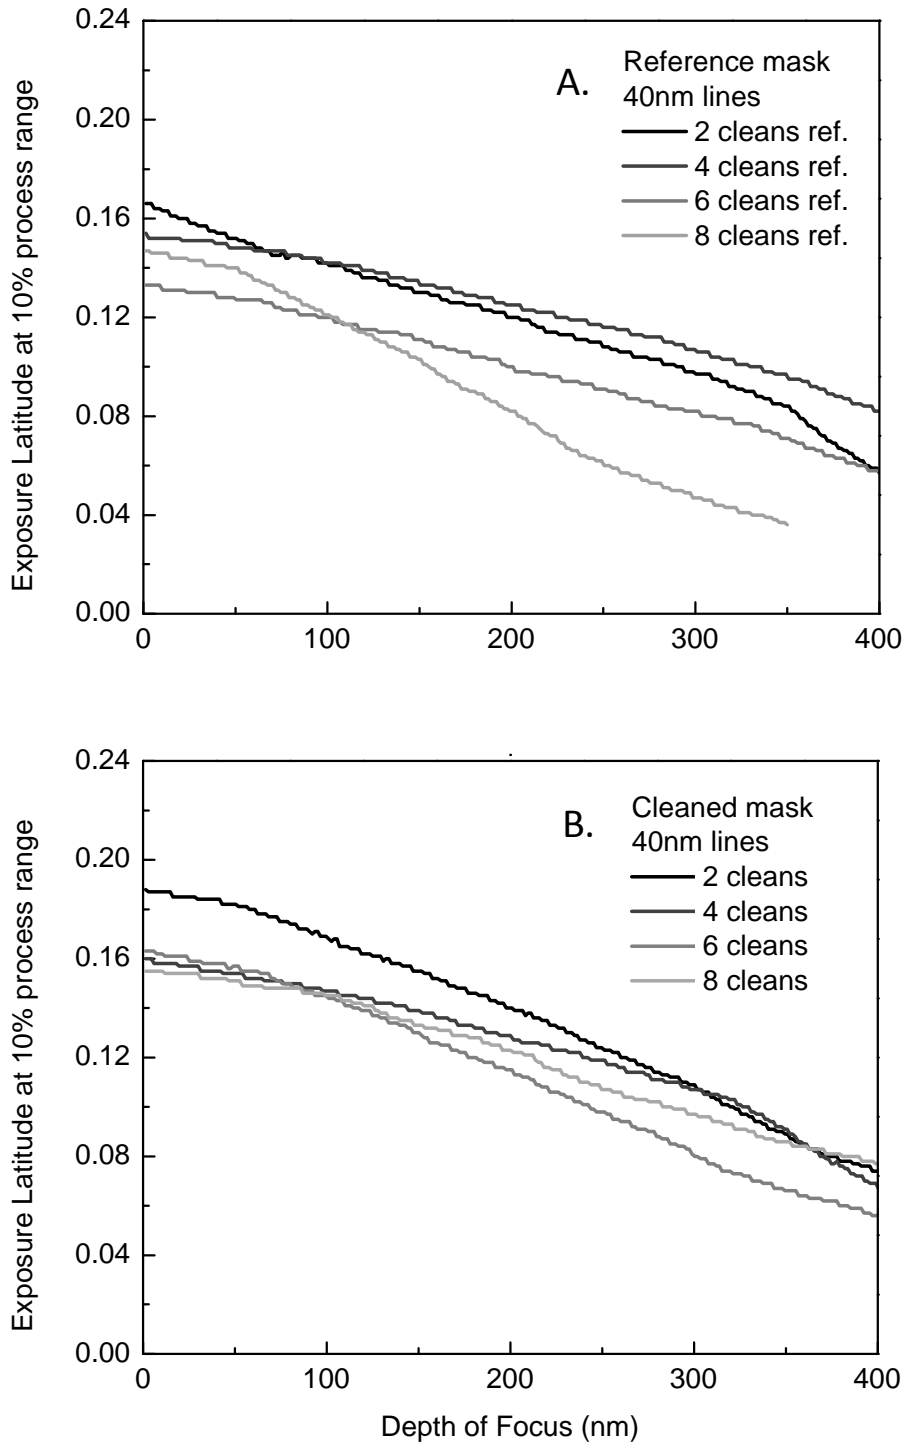 0.24
0.20
0.16
0.12
0.08
0.04
0.00
Exposure Latitude at 10% process range
A.
Reference mask
40nm lines
2 cleans ref.
4 cleans ref.
6 cleans ref.
8 cleans ref.
0 100 200 300 400
0.24
0.20
0.16
0.12
0.08
0.04
0.00
Exposure Latitude at 10% process range
B.
Cleaned mask
40nm lines
2 cleans
4 cleans
6 cleans
8 cleans
0 100 200 300 400
Depth of Focus (nm)